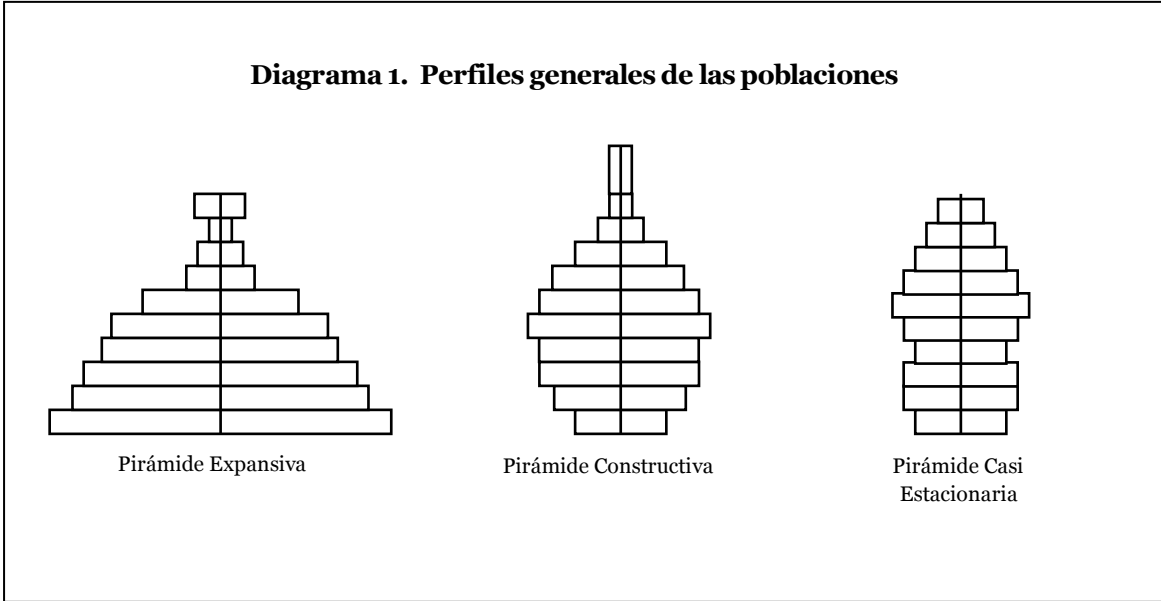 Diagrama 1. Perfiles generales de las poblaciones
Pirámide Expansiva
Pirámide Constructiva
Pirámide Casi
Estacionaria